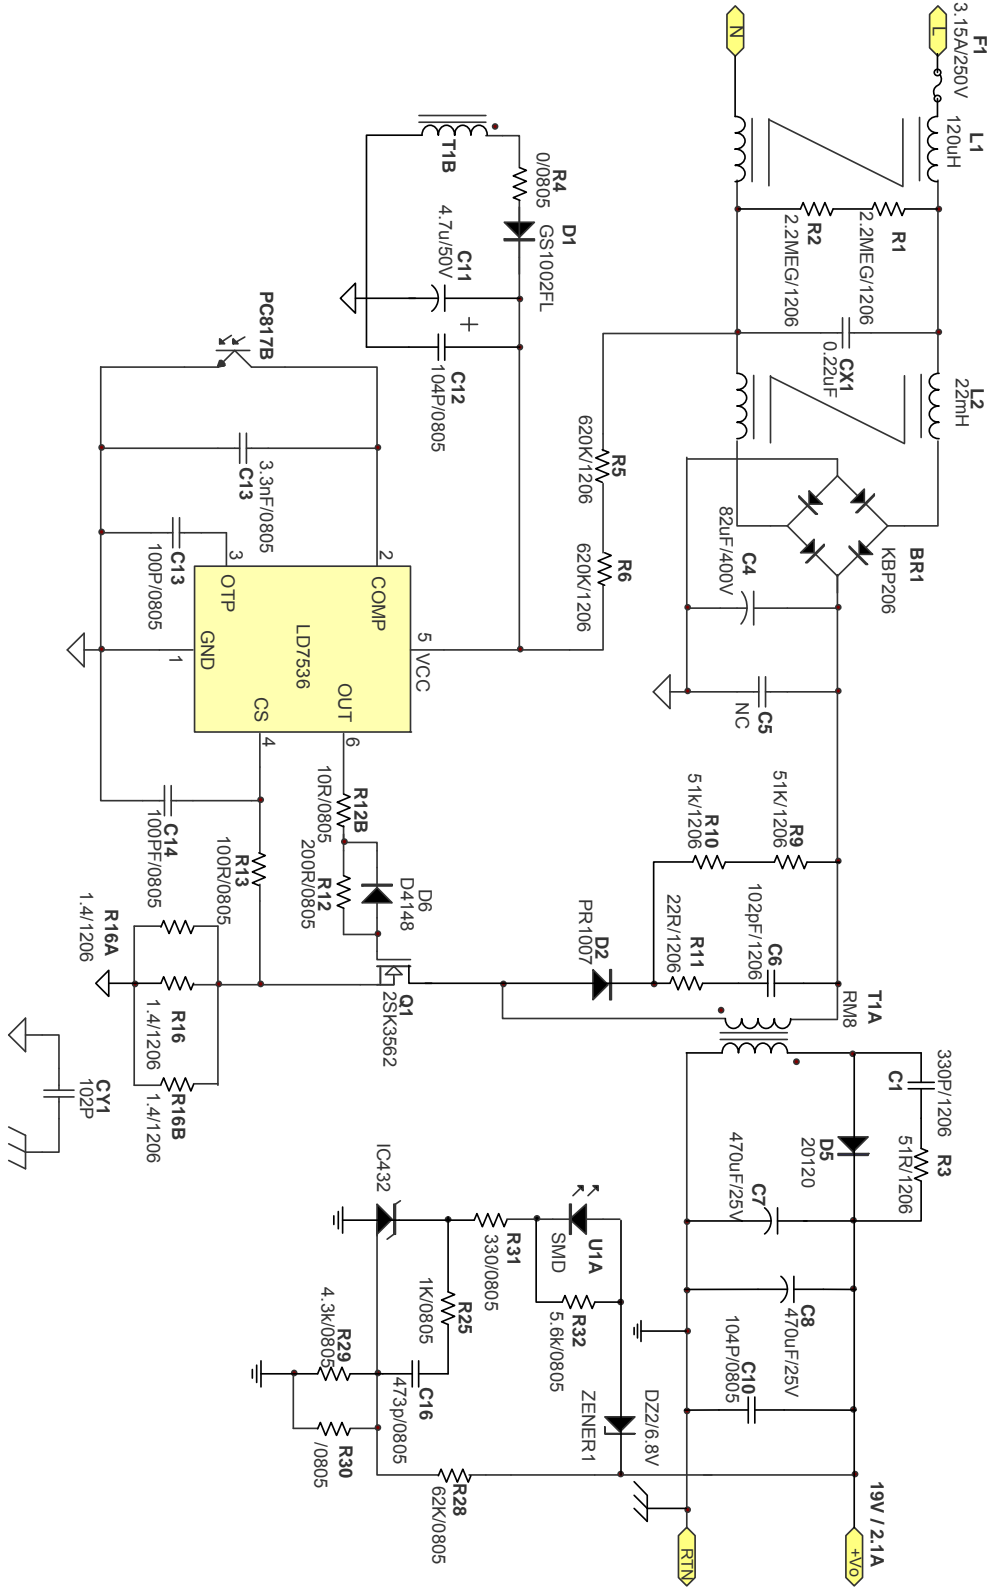 F1
3.15A/250V
L
N
L1
120uH
R1
2.2MEG/1206
R2
2.2MEG/1206
CX1
0.22uF
L2
22mH
BR1
KBP206
C4
82uF/400V
C5
NC
R9
51K/1206
R10
51k/1206
C6
102pF/1206
R11
22R/1206
D2
PR1007
T1A
RM8
C1
330P/1206
R3
51R/1206
D5
20120
C7
470uF/25V
C8
470uF/25V
C10
104P/0805
19V / 2.1A
+Vo
RTN
T1B
R4
0/0805
D1
GS1002FL
C11
4.7u/50V
+
C12
104P/0805
R5
620K/1206
R6
620K/1206
PC817B
C13
3.3nF/0805
C13
100P/0805
2
3
5
1
4
6
COMP
OTP
VCC
LD7536
GND
CS
OUT
C14
100PF/0805
R13
100R/0805
R12B
10R/0805
R12
200R/0805
D6
D4148
Q1
2SK3562
R16A
1.4/1206
R16
1.4/1206
R16B
1.4/1206
CY1
102P
IC432
U1A
SMD
R31
330/0805
R32
5.6k/0805
R25
1K/0805
C16
473p/0805
R29
4.3k/0805
R30
/0805
R28
62K/0805
DZ2/6.8V
ZENER1